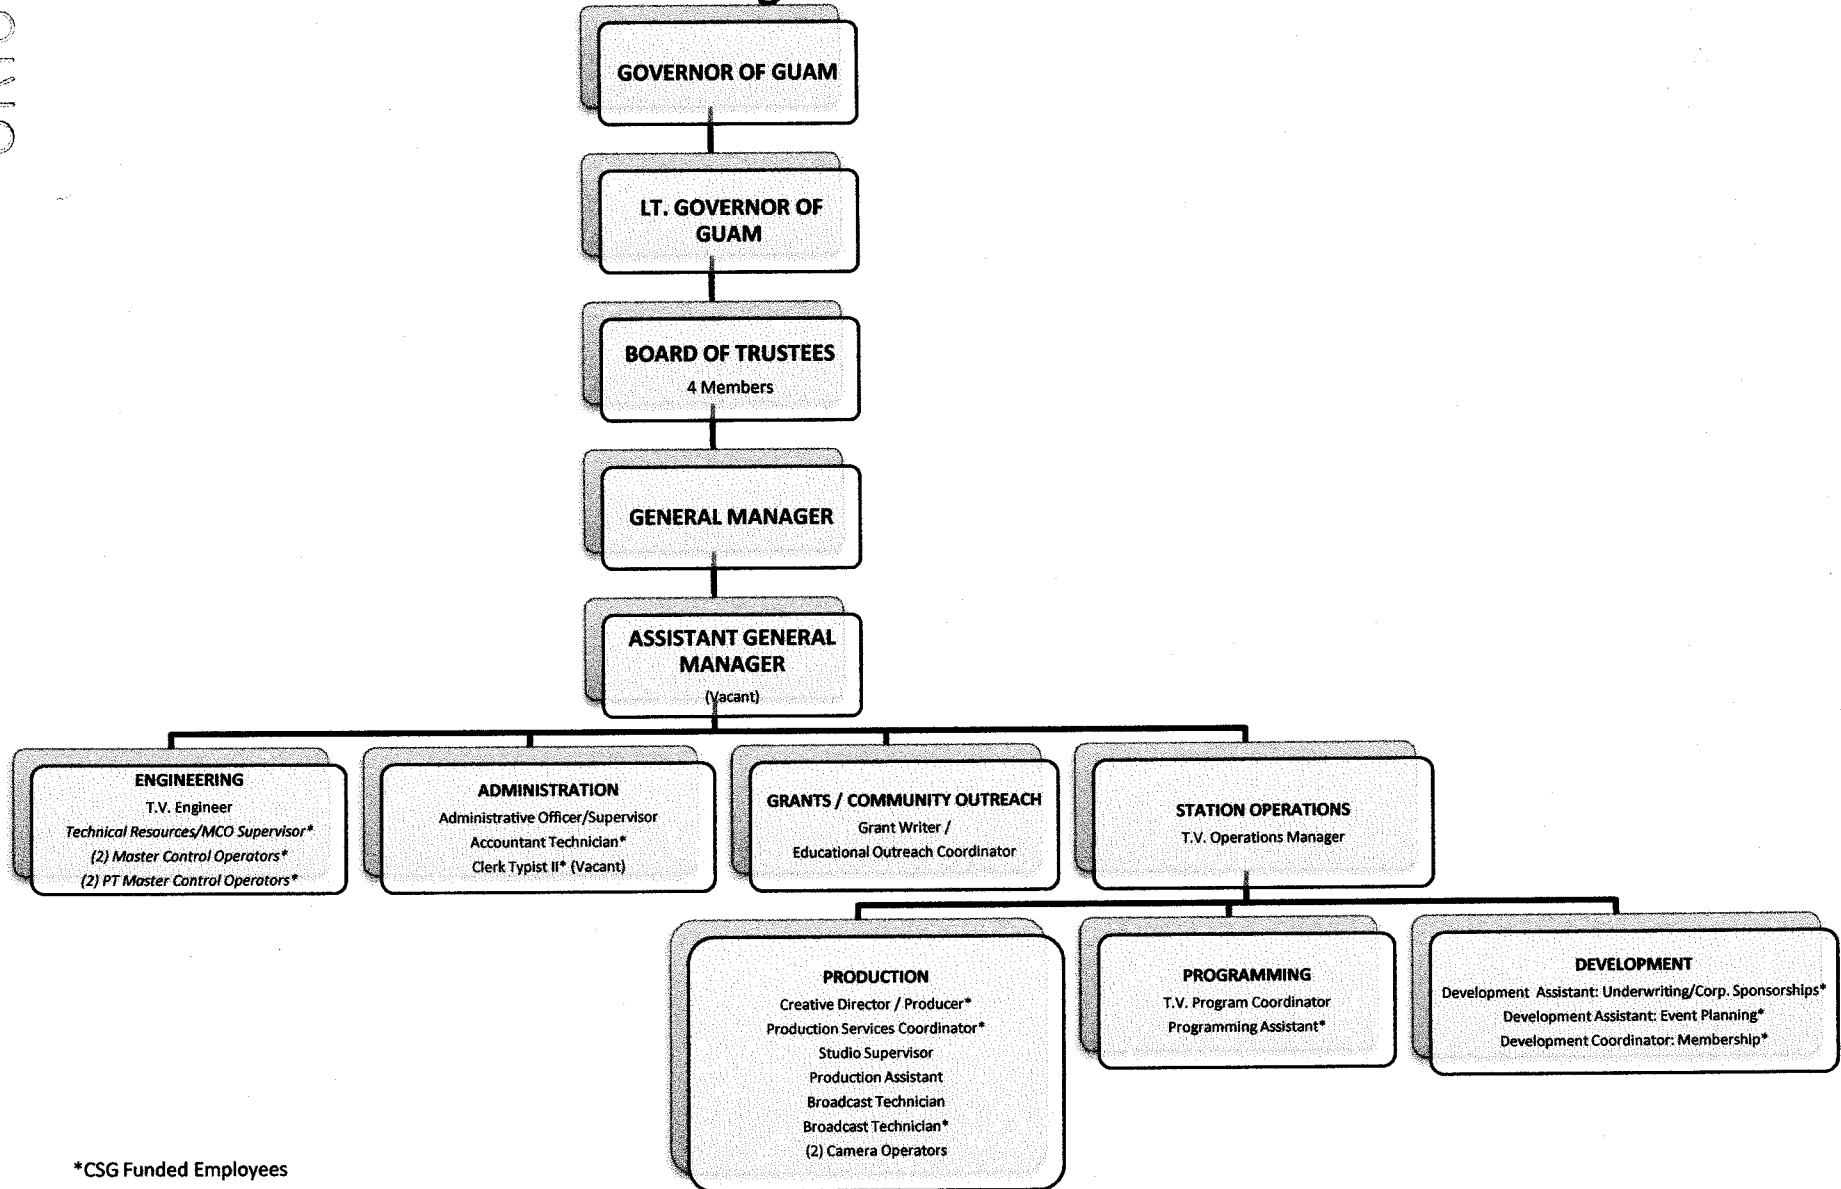 GOVERNOR OF GUAM
LT. GOVERNOR OF
GUAM
BOARD OF TRUSTEES
4 Members
GENERAL MANAGER
ASSISTANT GENERAL
MANAGER
(Vacant)
ENGINEERING
T.V. Engineer
Technical Resources/MCO Supervisor*
(2) Master Control Operators*
(2) PT Master Control Operators*
ADMINISTRATION
Administrative Officer/Supervisor
Accountant Technician*
Clerk Typist II* (Vacant)
GRANTS / COMMUNITY OUTREACH
Grant Writer /
Educational Outreach Coordinator
STATION OPERATIONS
T.V. Operations Manager
PRODUCTION
Creative Director / Producer*
Production Services Coordinator*
Studio Supervisor
Production Assistant
Broadcast Technician
Broadcast Technician*
(2) Camera Operators
PROGRAMMING
T.V. Program Coordinator
Programming Assistant*
DEVELOPMENT
Development Assistant: Underwriting/Corp. Sponsorships*
Development Assistant: Event Planning*
Development Coordinator: Membership*
*CSG Funded Employees